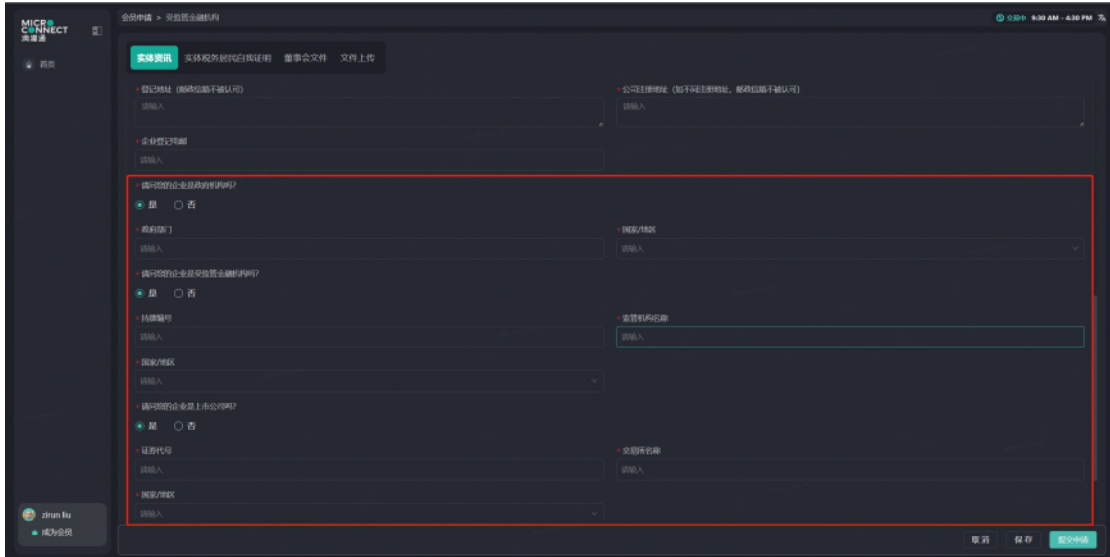 MICRO CONNECT 滴灌通
会员申请 > 受监管金融机构
交易中 9:30 AM - 4:30 PM
首页
实体资讯 实体税务居民自我证明 董事会文件 文件上传
* 登记地址（邮政信箱不被认可） * 公司注册地址（如不同注册地址，邮政信箱不被认可）
请输入 请输入
* 企业登记电邮
请输入
* 请问您的企业是政府机构吗？
是 否
* 政府部门 * 国家/地区
请输入 请输入
* 请问您的企业是受监管金融机构吗？
是 否
* 持牌编号 * 监管机构名称
请输入 请输入
* 国家/地区
请输入
* 请问您的企业是上市公司吗？
是 否
* 证券代号 * 交易所名称
请输入 请输入
* 国家/地区
请输入
zirun liu
成为会员
取消 保存 提交申请